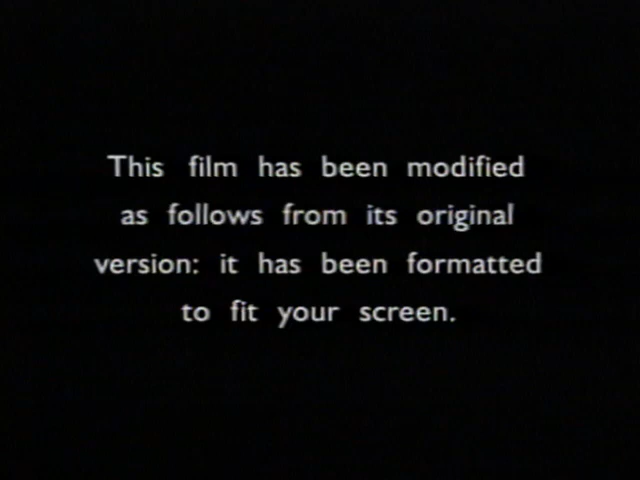 This film has been modified
as follows from its original
version: it has been formatted
to fit your screen.